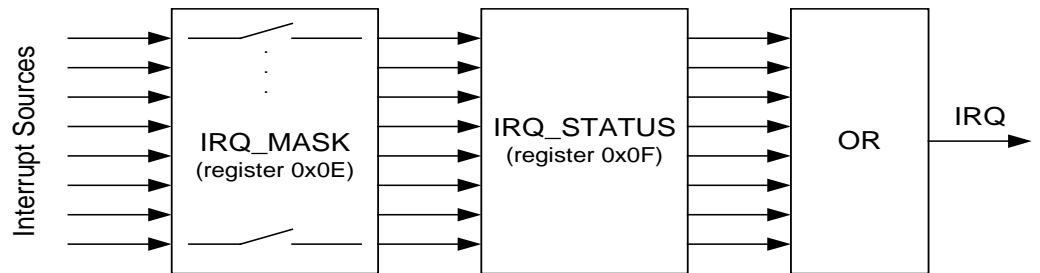 Interrupt Sources
IRQ_MASK
(register 0x0E)
IRQ_STATUS
(register 0x0F)
OR
IRQ